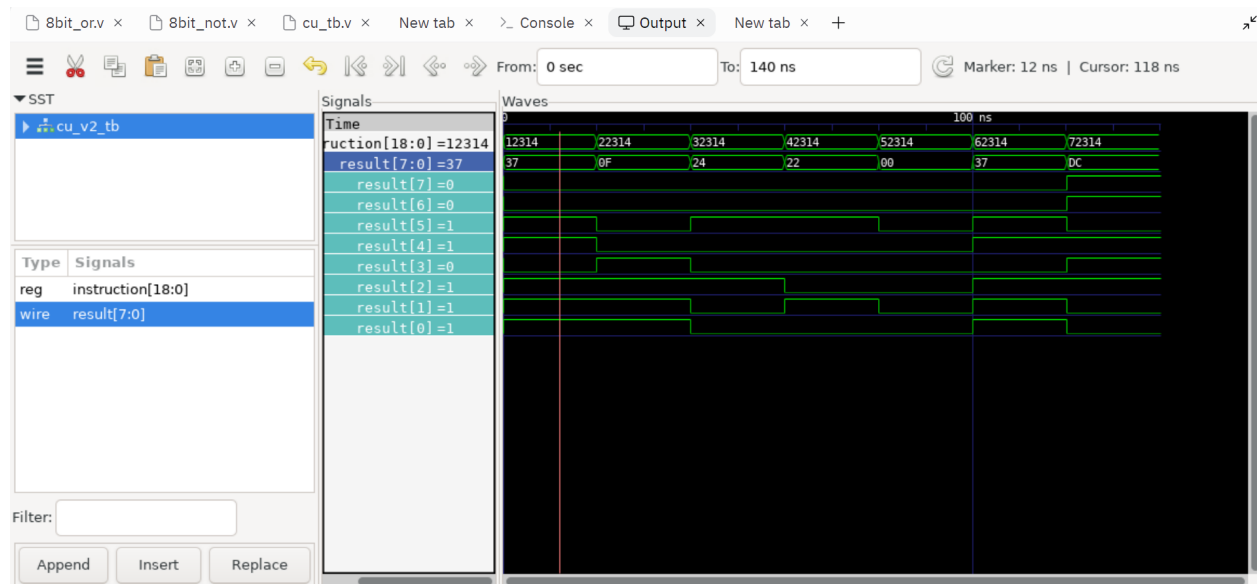 8bit_or.v × 8bit_not.v × cu_tb.v × New tab × >_ Console × Output × New tab × +
From: 0 sec To: 140 ns Marker: 12 ns | Cursor: 118 ns
SST
cu_v2_tb
Type Signals
reg instruction[18:0]
wire result[7:0]
Filter:
Append Insert Replace
Signals
Time
ruction[18:0] =12314
result[7:0] =37
result[7] =0
result[6] =0
result[5] =1
result[4] =1
result[3] =0
result[2] =1
result[1] =1
result[0] =1
Waves
0 100 ns
12314 22314 32314 42314 52314 62314 72314
37 0F 24 22 00 37 DC